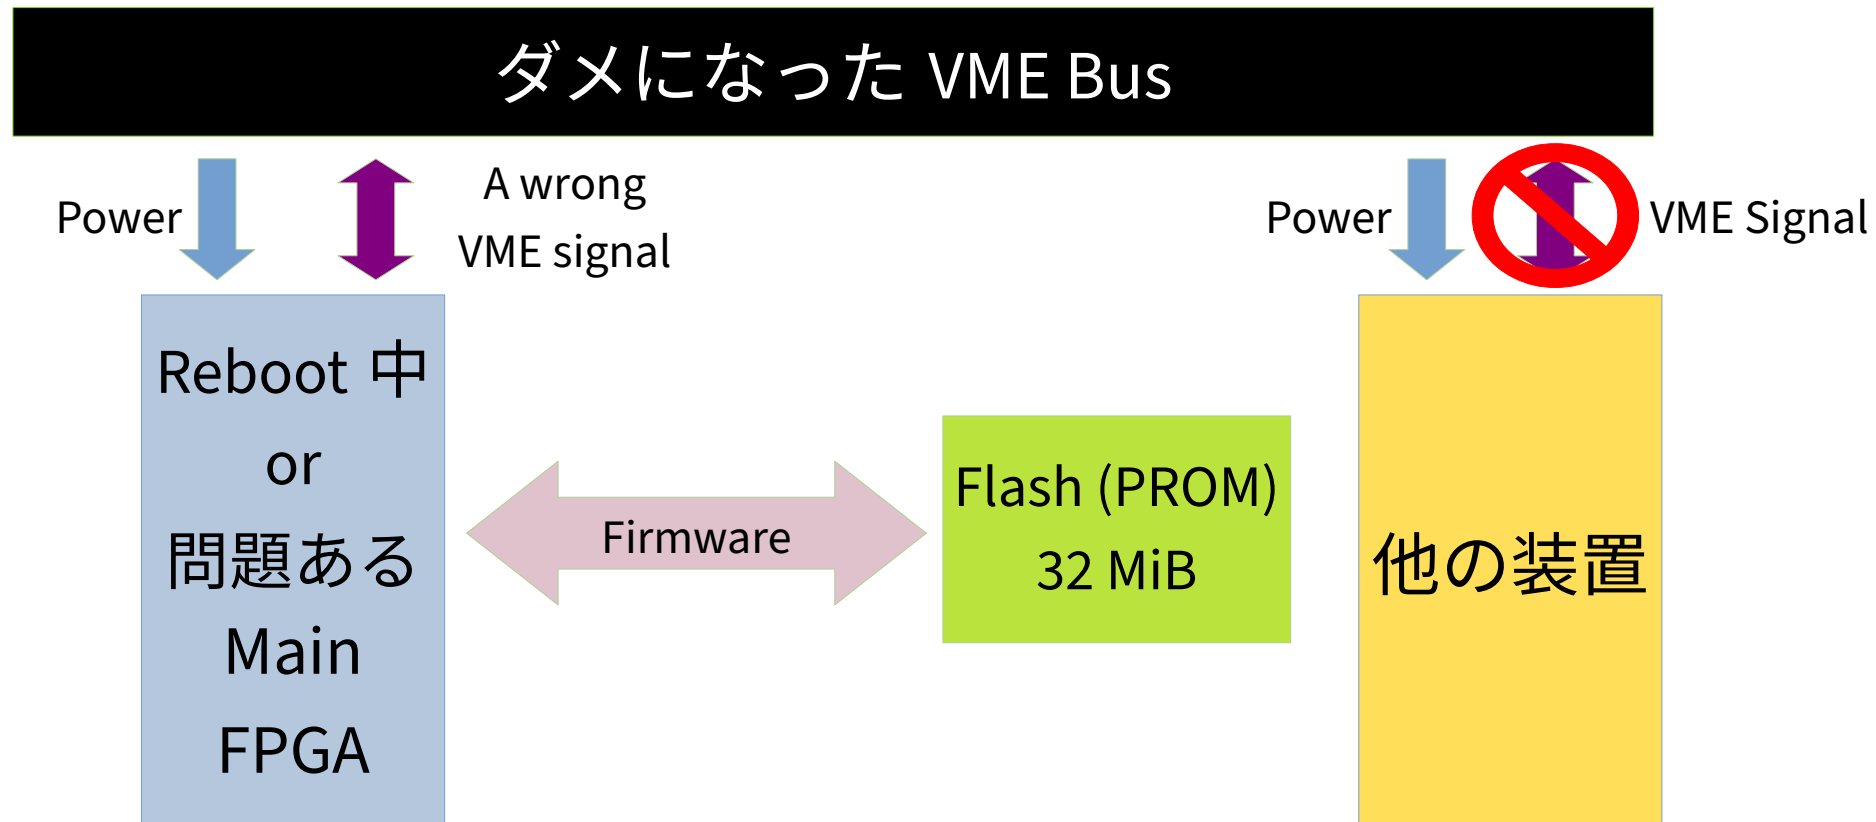 ダメになった VME Bus
Power
A wrong
VME signal
Power
VME Signal
Reboot 中
or
問題ある
Main
FPGA
Firmware
Flash (PROM)
32 MiB
他の装置